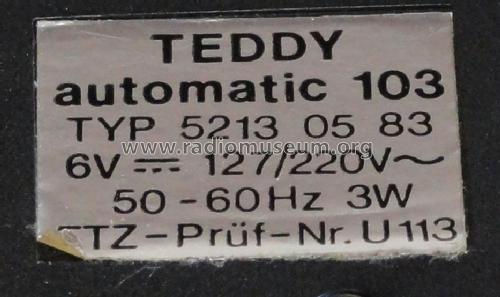 TEDDY
automatic 103
TYP 5213 05 83
www.radiomuseum.org
6V ⎓ 127/220V~
50-60Hz 3W
FTZ-Prüf-Nr. U113